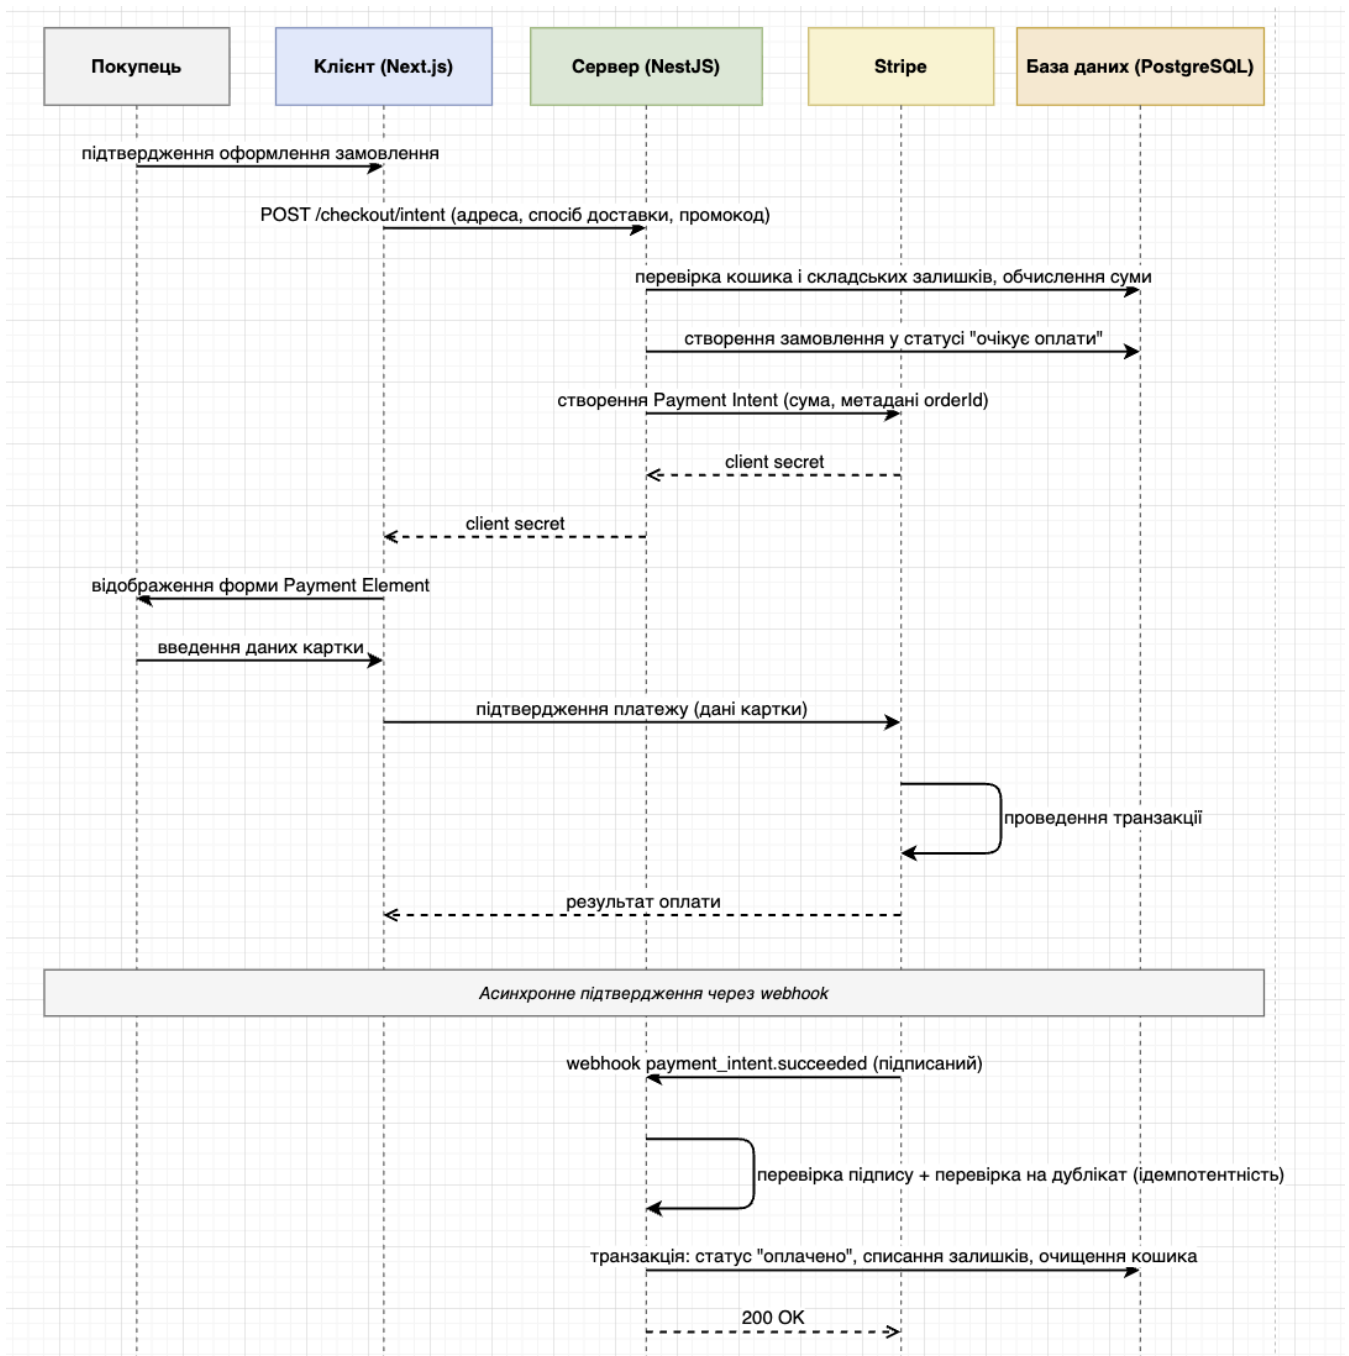 Покупець
Клієнт (Next.js)
Сервер (NestJS)
Stripe
База даних (PostgreSQL)
підтвердження оформлення замовлення
POST /checkout/intent (адреса, спосіб доставки, промокод)
перевірка кошика і складських залишків, обчислення суми
створення замовлення у статусі "очікує оплати"
створення Payment Intent (сума, метадані orderId)
client secret
client secret
відображення форми Payment Element
введення даних картки
підтвердження платежу (дані картки)
проведення транзакції
результат оплати
Асинхронне підтвердження через webhook
webhook payment_intent.succeeded (підписаний)
перевірка підпису + перевірка на дублікат (ідемпотентність)
транзакція: статус "оплачено", списання залишків, очищення кошика
200 OK